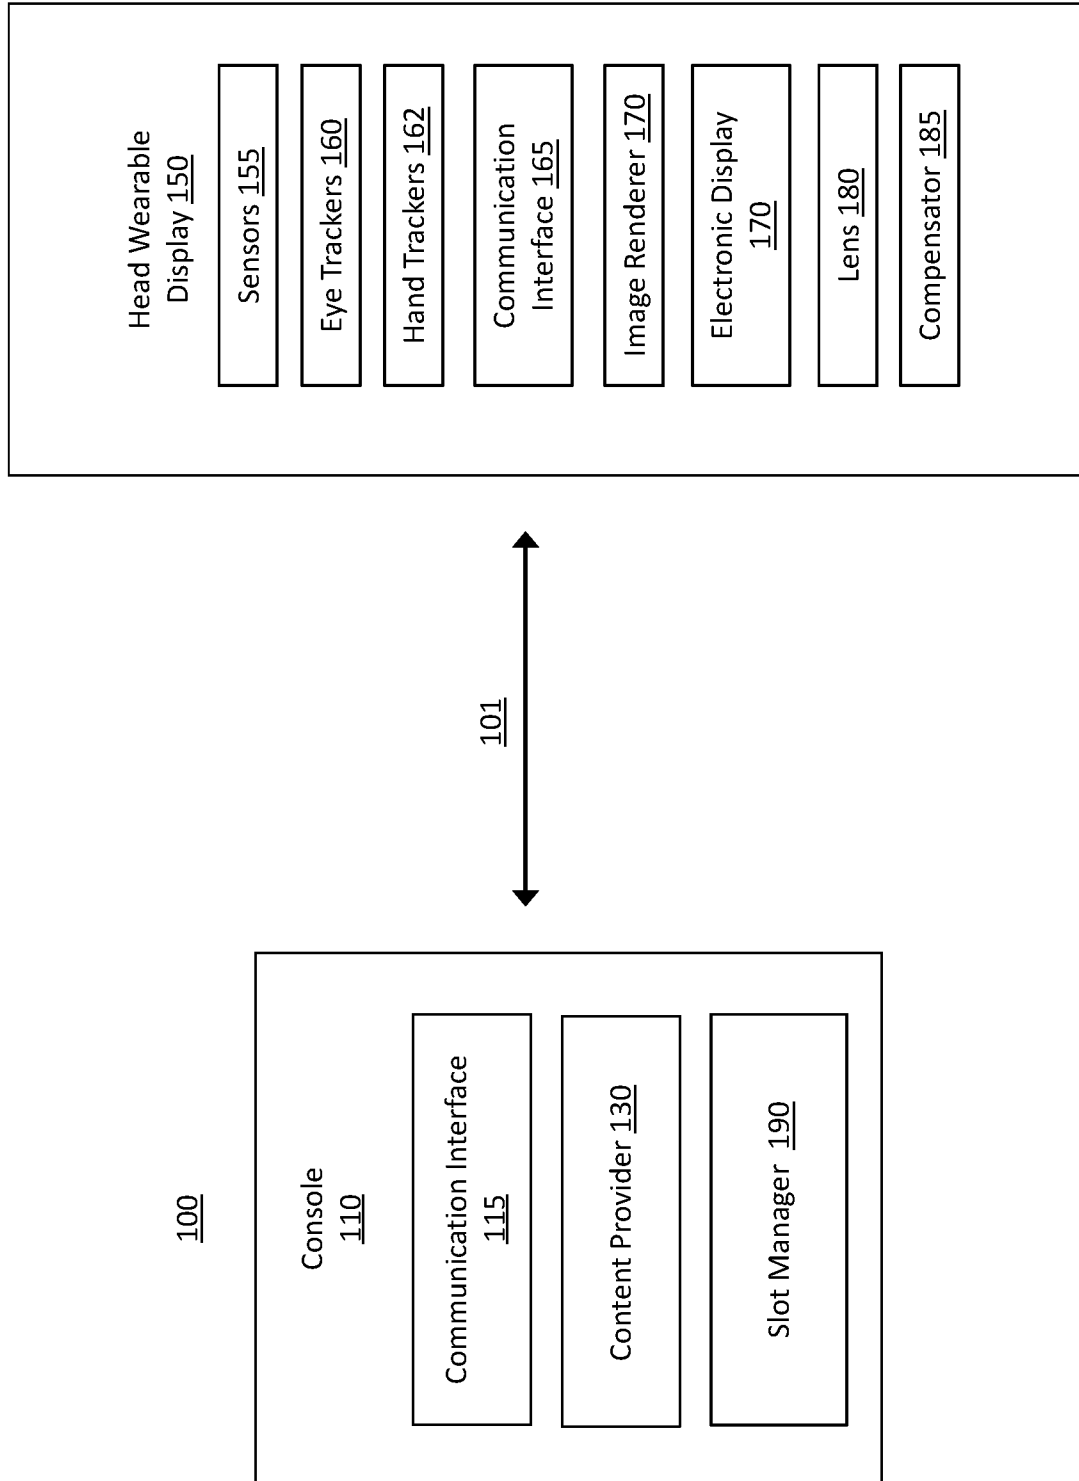 100
Console
110
Communication Interface
115
Content Provider 130
Slot Manager 190
101
Head Wearable
Display 150
Sensors 155
Eye Trackers 160
Hand Trackers 162
Communication
Interface 165
Image Renderer 170
Electronic Display
170
Lens 180
Compensator 185